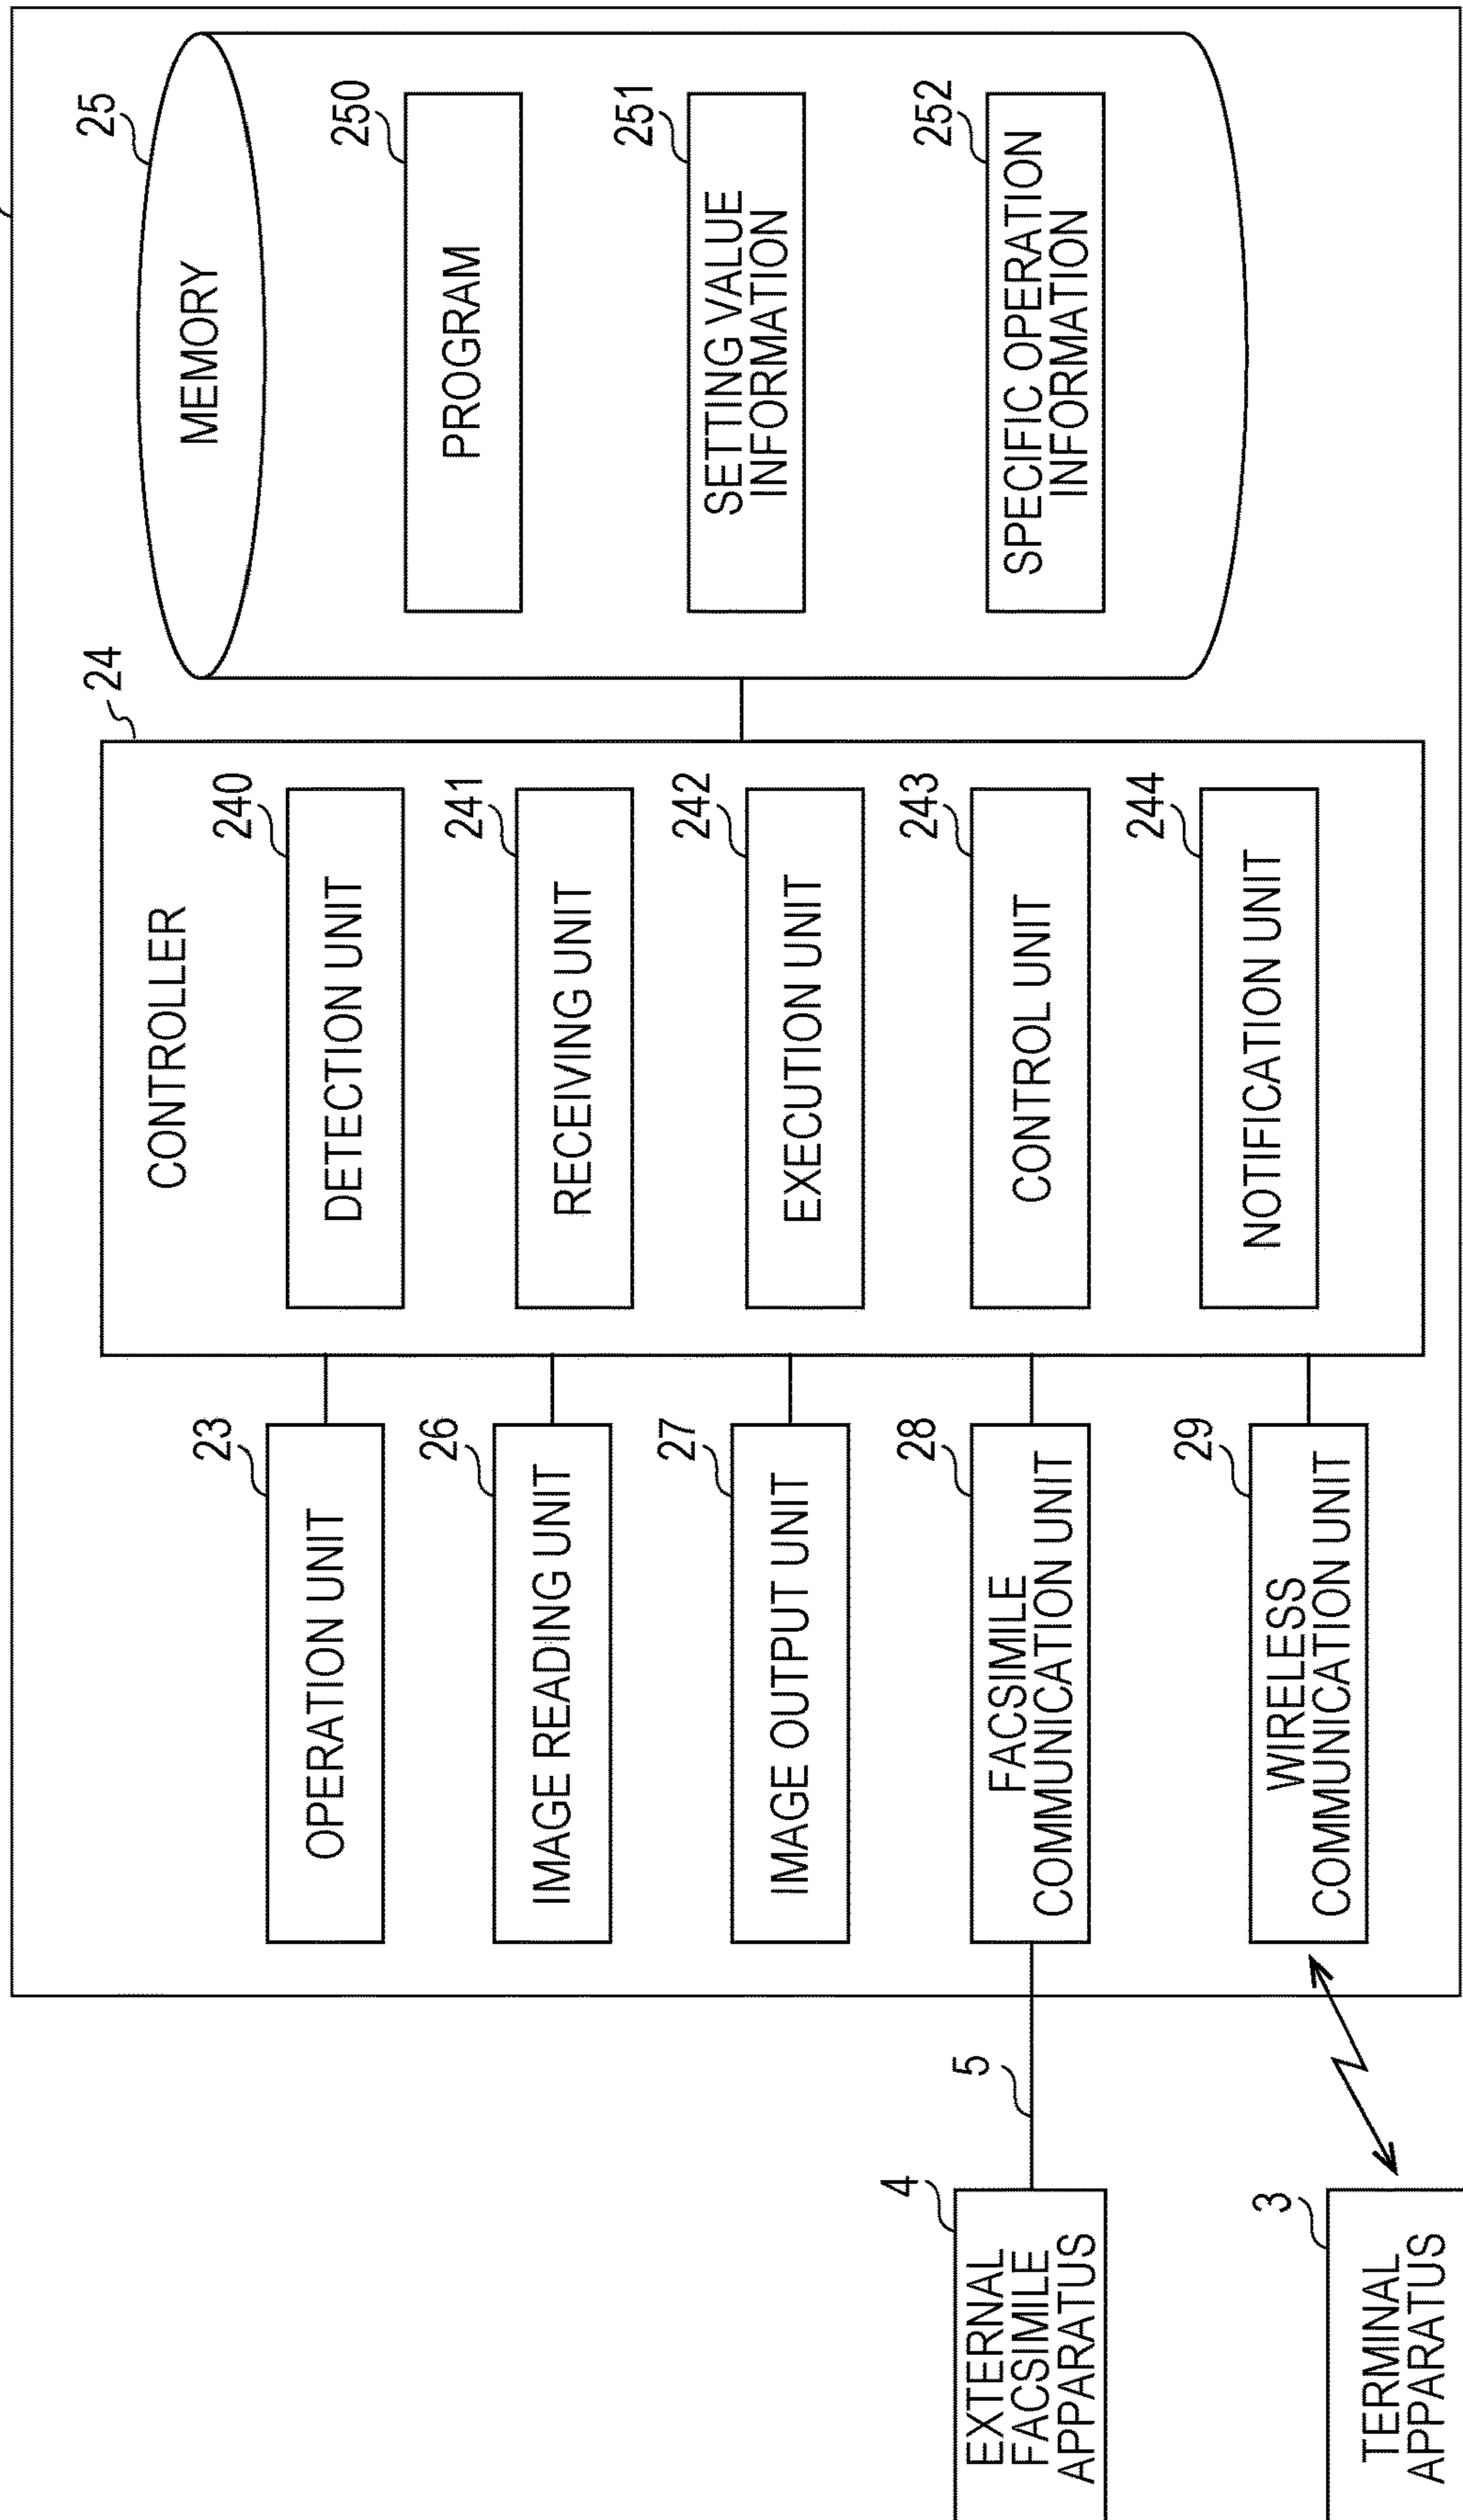 EXTERNAL
FACSIMILE
APPARATUS
4
5
TERMINAL
APPARATUS
3
OPERATION UNIT
23
IMAGE READING UNIT
26
IMAGE OUTPUT UNIT
27
FACSIMILE
COMMUNICATION UNIT
28
WIRELESS
COMMUNICATION UNIT
29
24
CONTROLLER
DETECTION UNIT
240
RECEIVING UNIT
241
EXECUTION UNIT
242
CONTROL UNIT
243
NOTIFICATION UNIT
244
25
MEMORY
PROGRAM
250
SETTING VALUE
INFORMATION
251
SPECIFIC OPERATION
INFORMATION
252